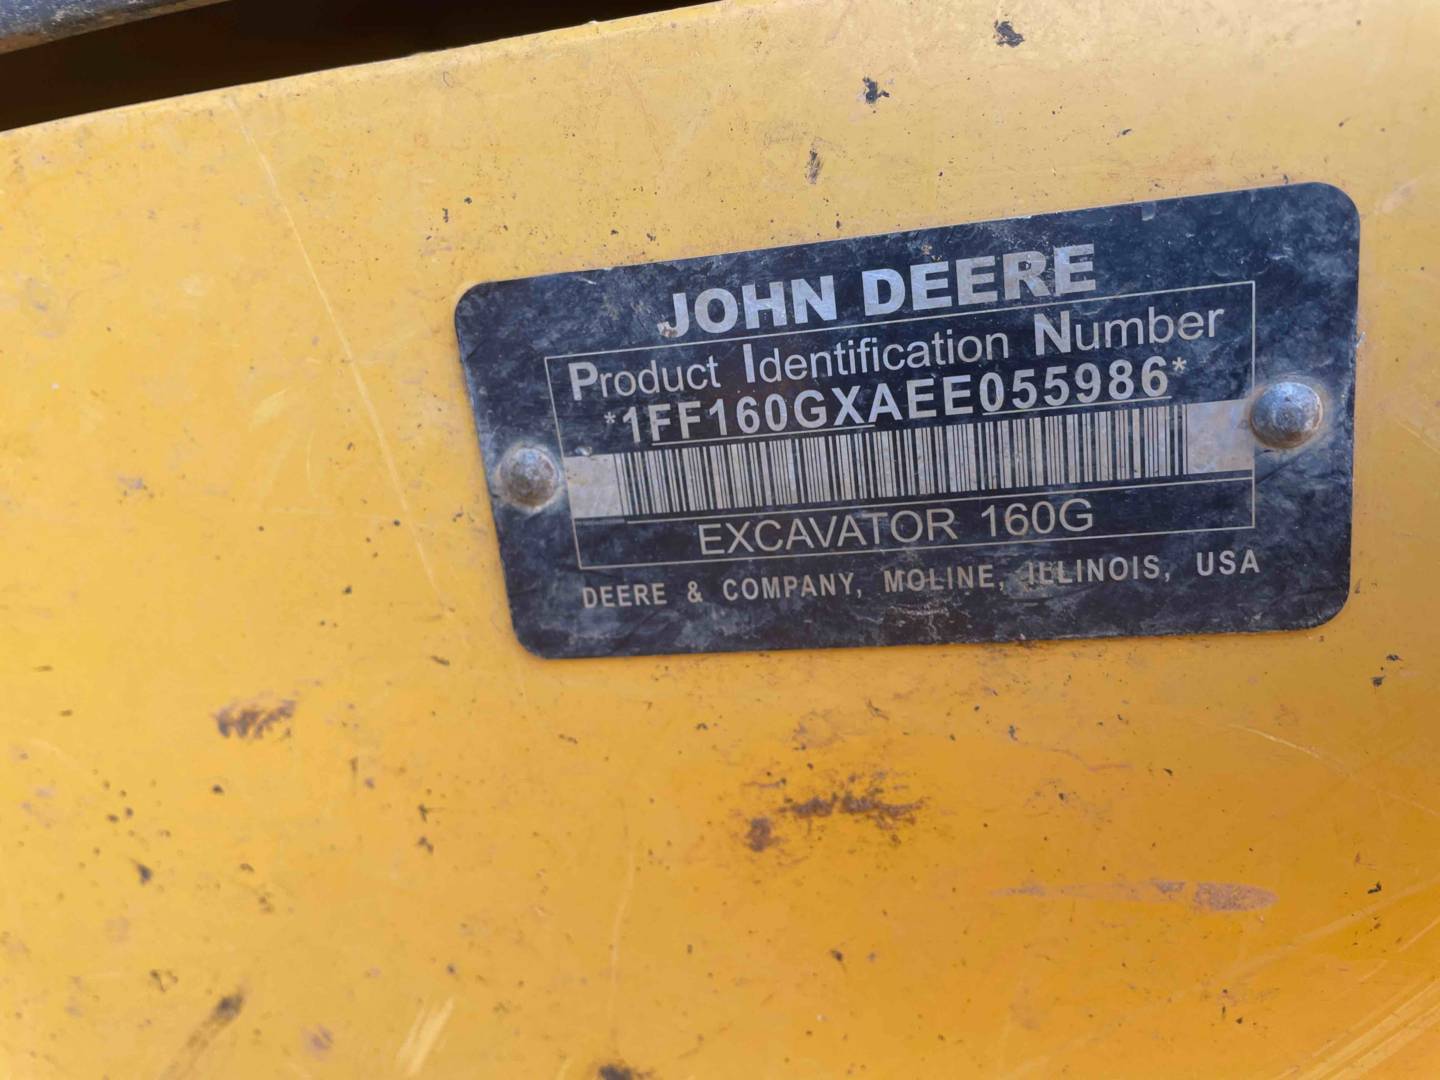 JOHN DEERE
Product Identification Number
*1FF160GXAEE055986*
EXCAVATOR 160G
DEERE & COMPANY, MOLINE, ILLINOIS, USA